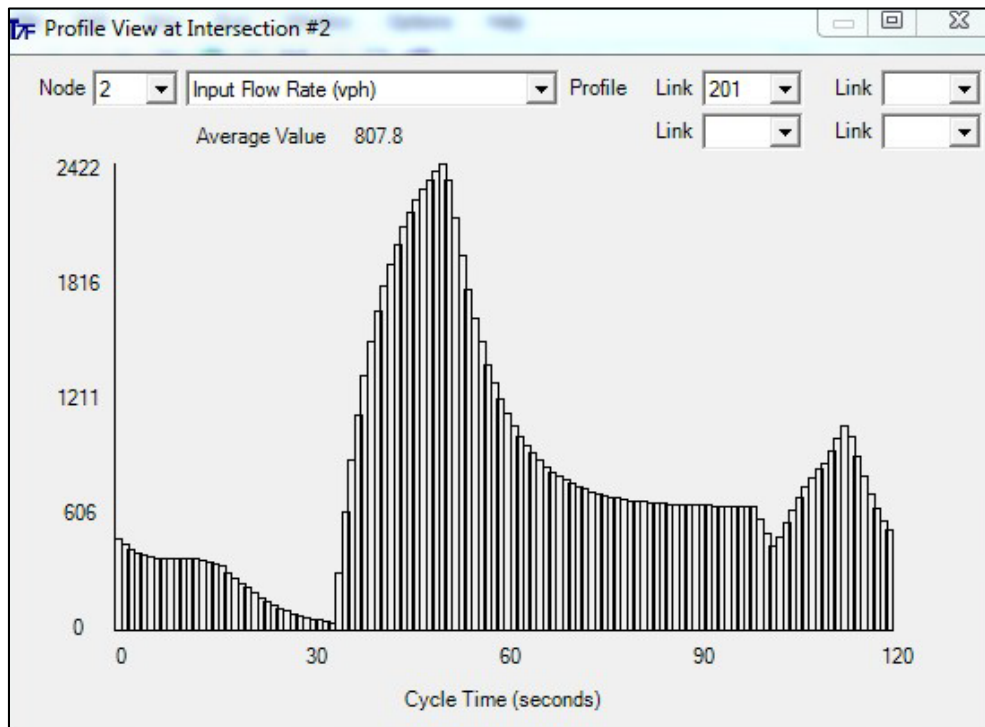 T7F Profile View at Intersection #2
Node 2 Input Flow Rate (vph) Profile Link 201 Link
Average Value 807.8 Link Link
2422
1816
1211
606
0
0 30 60 90 120
Cycle Time (seconds)